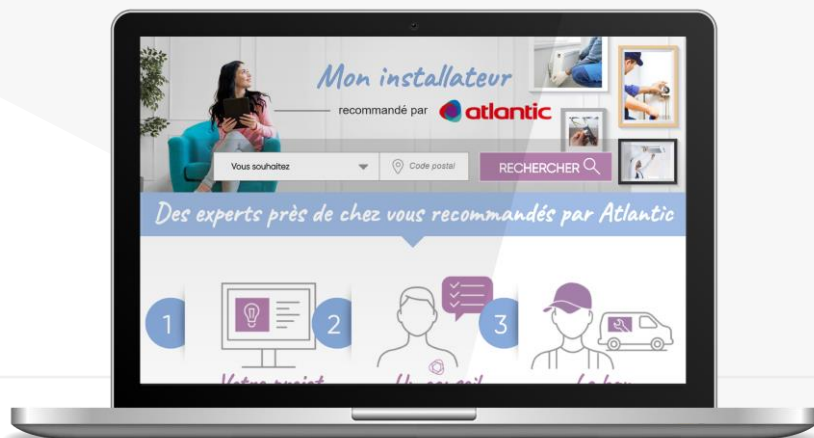 Mon installateur
recommandé par atlantic
Vous souhaitez
Code postal
RECHERCHER
Des experts près de chez vous recommandés par Atlantic
1
2
3